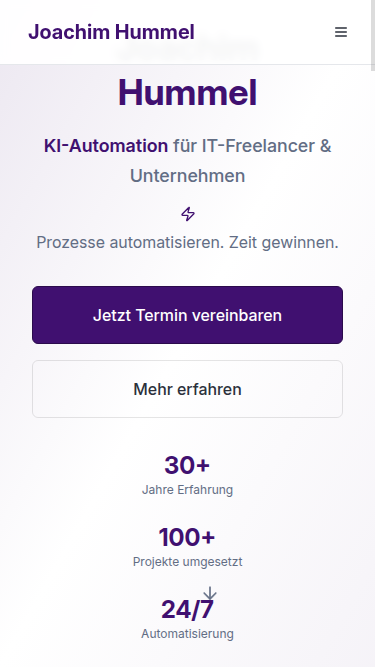 Joachim Hummel
Joachim
Hummel
KI-Automation für IT-Freelancer &
Unternehmen
Prozesse automatisieren. Zeit gewinnen.
Jetzt Termin vereinbaren
Mehr erfahren
30+
Jahre Erfahrung
100+
Projekte umgesetzt
24/7
Automatisierung